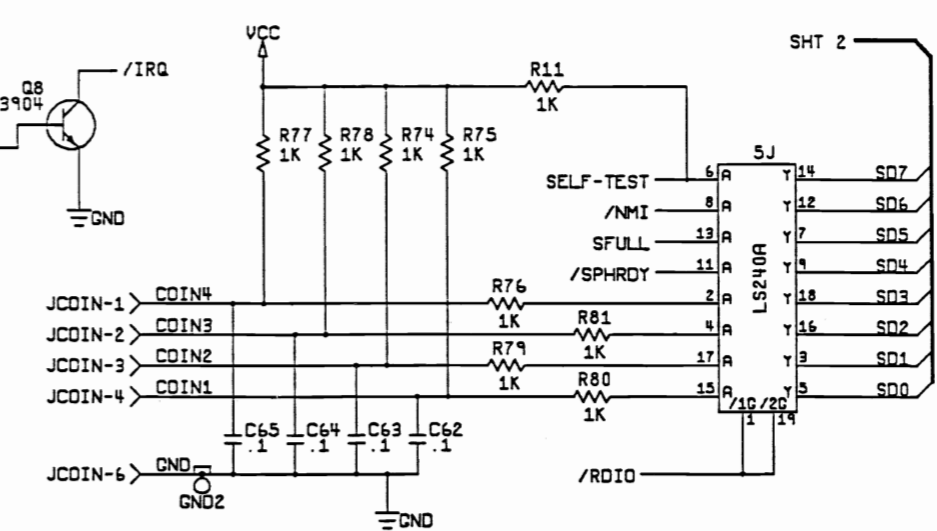 VCC
SHT 2
/IRQ
Q8
3904
GND
R11
1K
R77
1K
R78
1K
R74
1K
R75
1K
5J
LS240A
SELF-TEST 6 A Y 14 SD7
/NMI 8 A Y 12 SD6
SFULL 13 A Y 7 SD5
/SPHRDY 11 A Y 9 SD4
JCOIN-1 COIN4 R76 1K 2 A Y 18 SD3
JCOIN-2 COIN3 R81 1K 4 A Y 16 SD2
JCOIN-3 COIN2 R79 1K 17 A Y 3 SD1
JCOIN-4 COIN1 R80 1K 15 A Y 5 SD0
/1G /2G
1 19
C65
.1
C64
.1
C63
.1
C62
.1
JCOIN-6 GND
GND2
/RDIO
GND